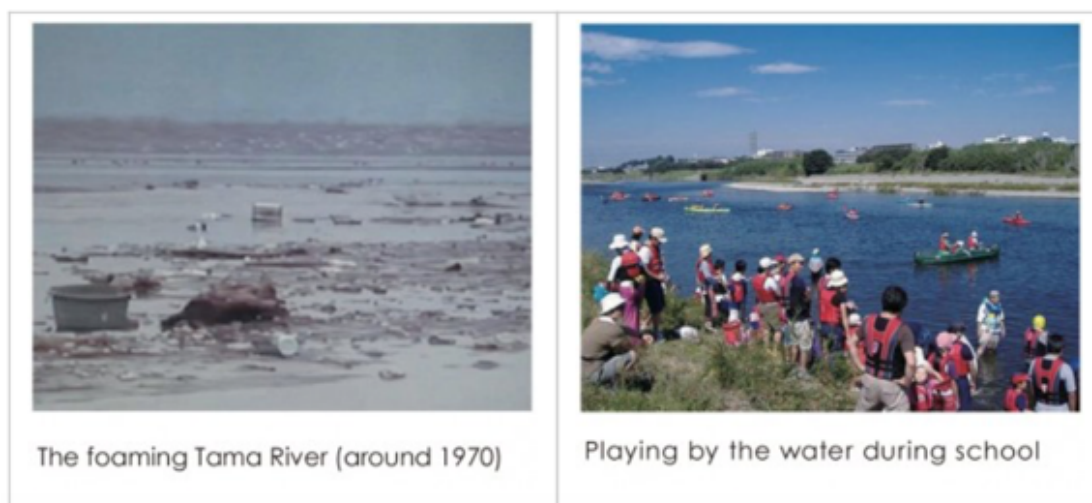 The foaming Tama River (around 1970)
Playing by the water during school